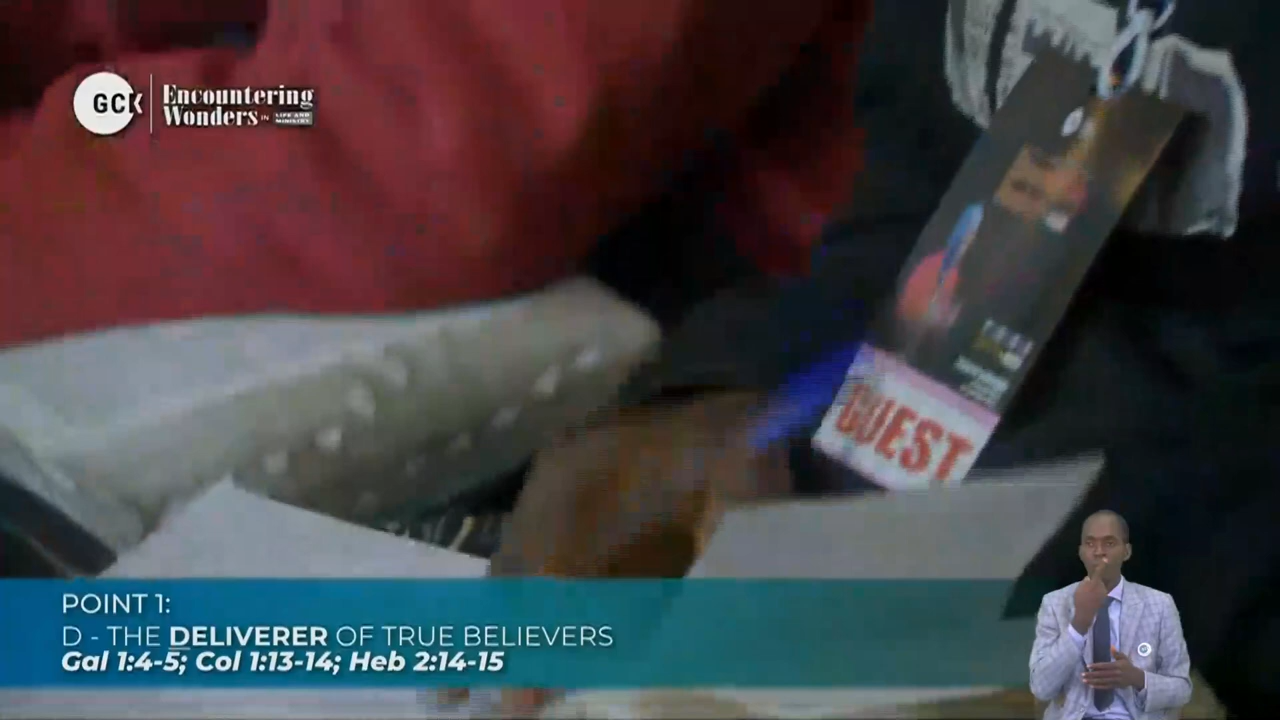 GCK
Encountering
Wonders IN LIFE AND
MINISTRY
GUEST
POINT 1:
D - THE DELIVERER OF TRUE BELIEVERS
Gal 1:4-5; Col 1:13-14; Heb 2:14-15